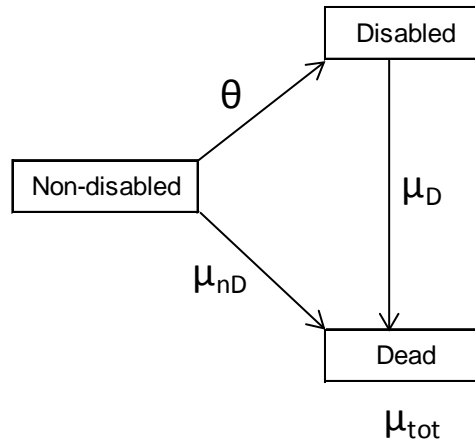 Disabled
θ
Non-disabled
μD
μnD
Dead
μtot